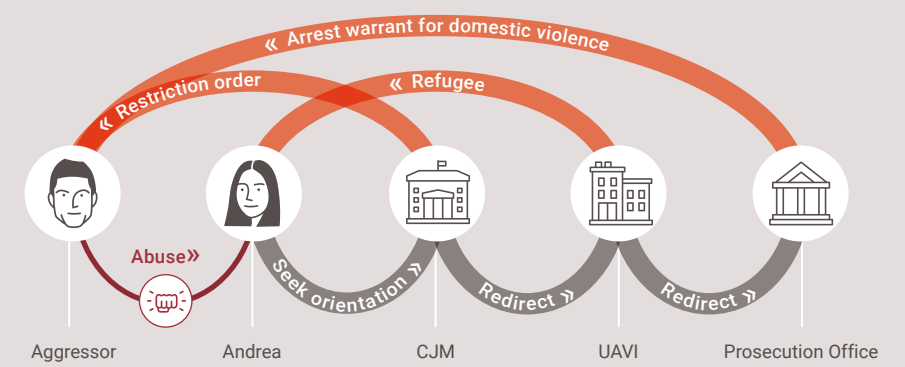 « Arrest warrant for domestic violence
« Restriction order
« Refugee
Abuse»
Seek orientation »
Redirect »
Redirect »
Aggressor
Andrea
CJM
UAVI
Prosecution Office